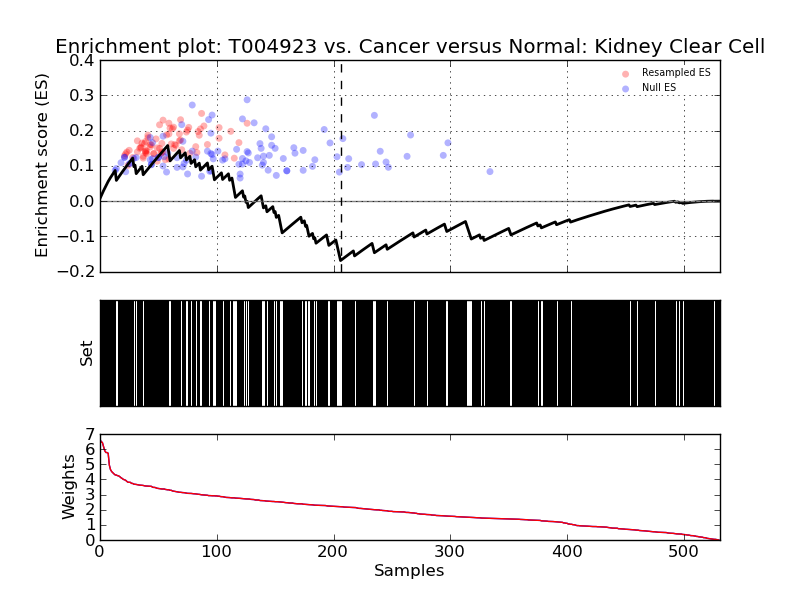 Enrichment plot: T004923 vs. Cancer versus Normal: Kidney Clear Cell
Enrichment score (ES)
0.4
0.3
0.2
0.1
0.0
−0.1
−0.2
Resampled ES
Null ES
Set
Weights
7
6
5
4
3
2
1
0
0 100 200 300 400 500
Samples